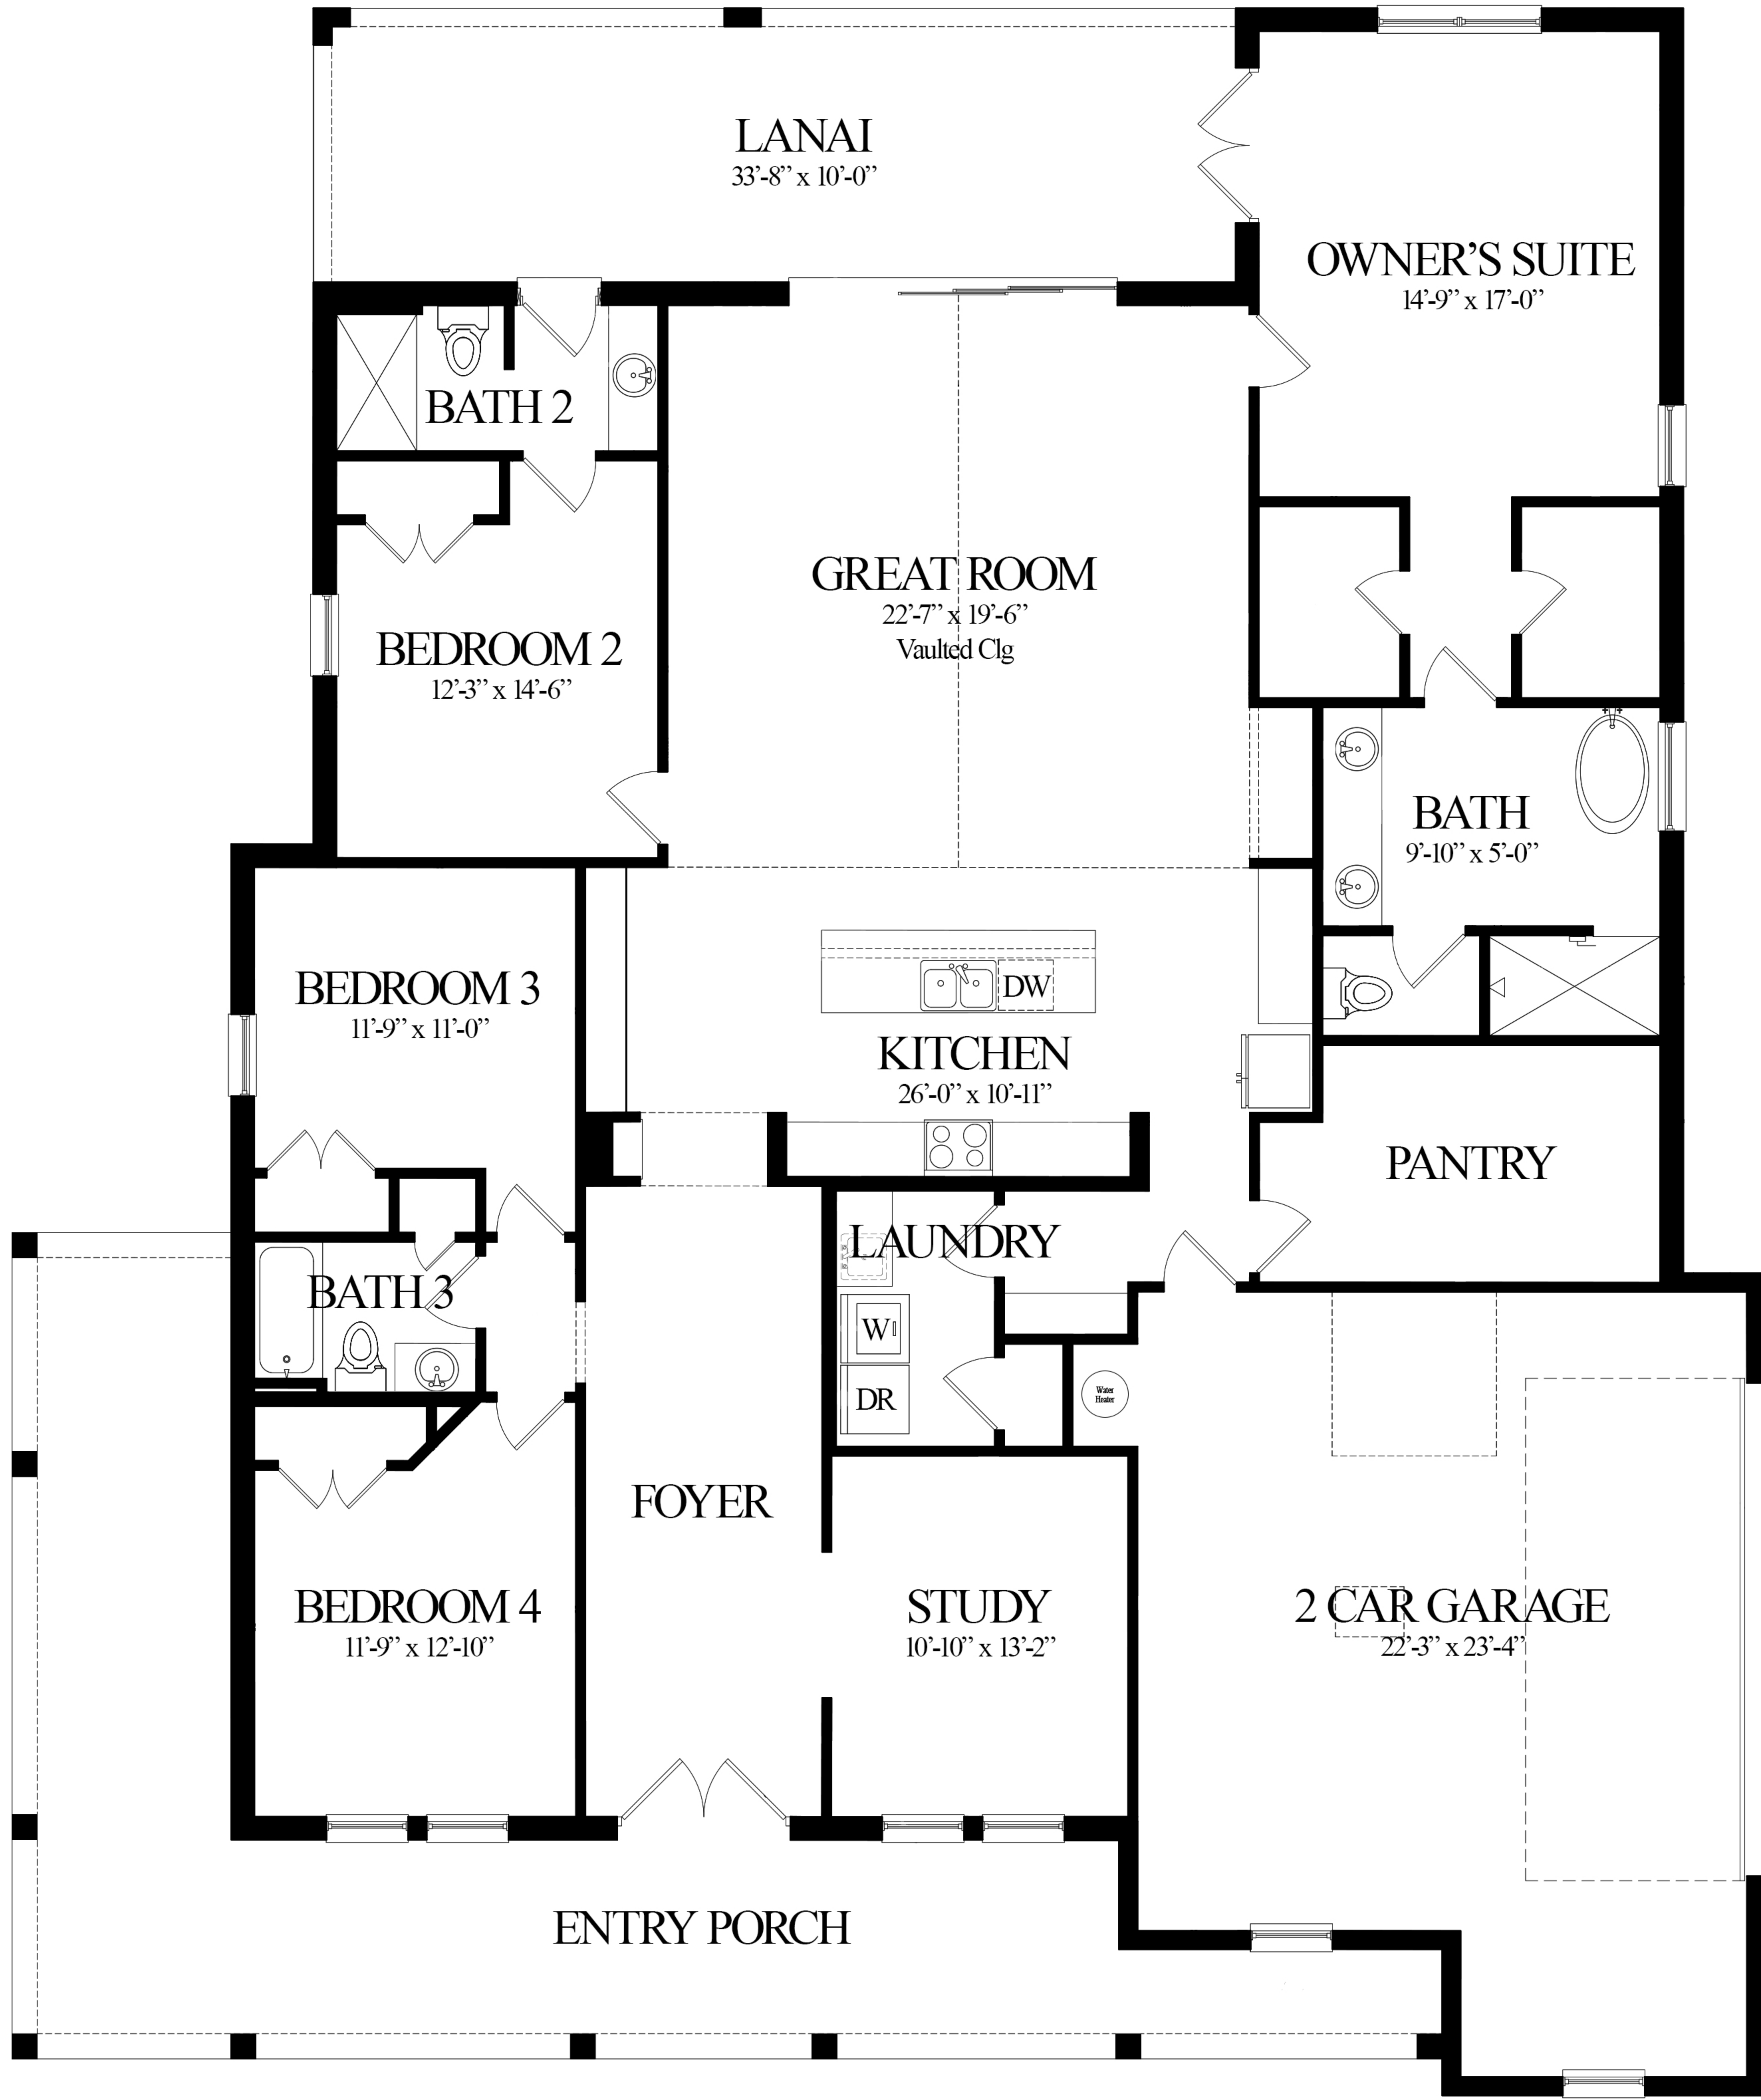 LANAI
33’-8” x 10’-0”
OWNER’S SUITE
14’-9” x 17’-0”
BATH 2
GREAT ROOM
22’-7” x 19’-6”
Vaulted Clg
BEDROOM 2
12’-3” x 14’-6”
BATH
9’-10” x 5’-0”
BEDROOM 3
11’-9” x 11’-0”
DW
KITCHEN
26’-0” x 10’-11”
PANTRY
LAUNDRY
BATH 3
W
DR
Water
Heater
FOYER
BEDROOM 4
11’-9” x 12’-10”
STUDY
10’-10” x 13’-2”
2 CAR GARAGE
22’-3” x 23’-4”
ENTRY PORCH